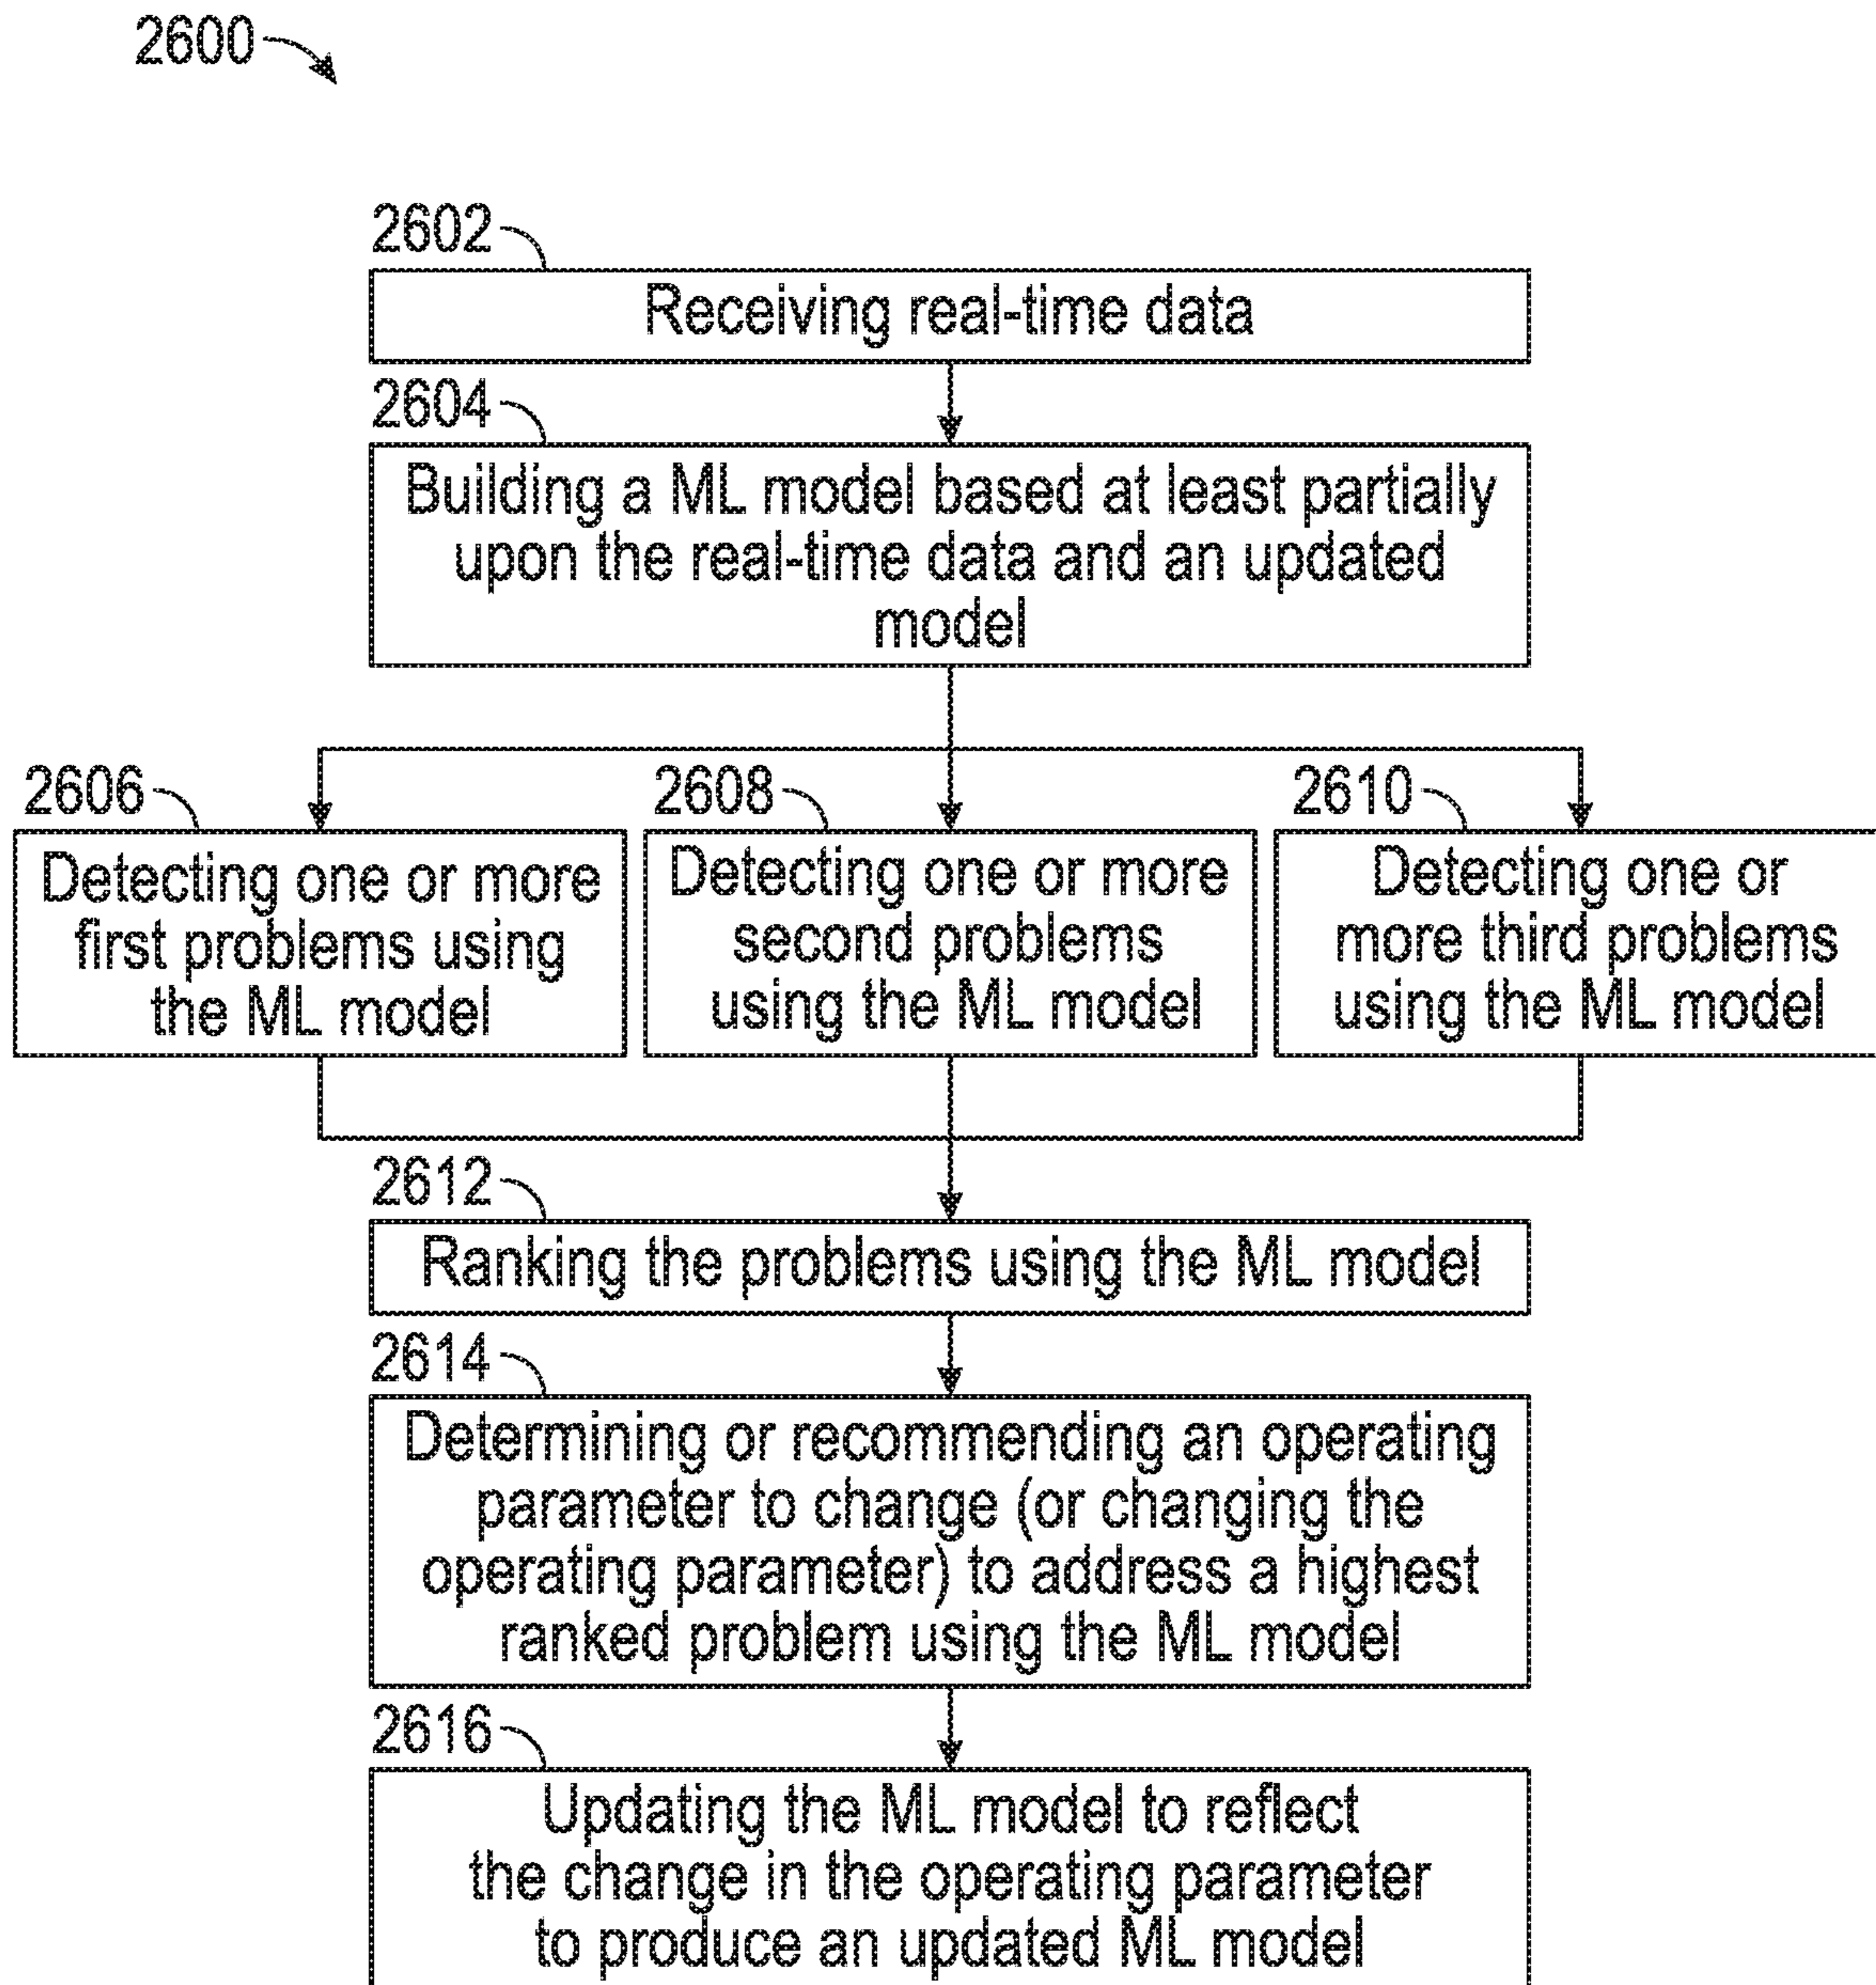 2600
2602
Receiving real-time data
2604
Building a ML model based at least partially
upon the real-time data and an updated
model
2606
Detecting one or more
first problems using
the ML model
2608
Detecting one or more
second problems
using the ML model
2610
Detecting one or
more third problems
using the ML model
2612
Ranking the problems using the ML model
2614
Determining or recommending an operating
parameter to change (or changing the
operating parameter) to address a highest
ranked problem using the ML model
2616
Updating the ML model to reflect
the change in the operating parameter
to produce an updated ML model